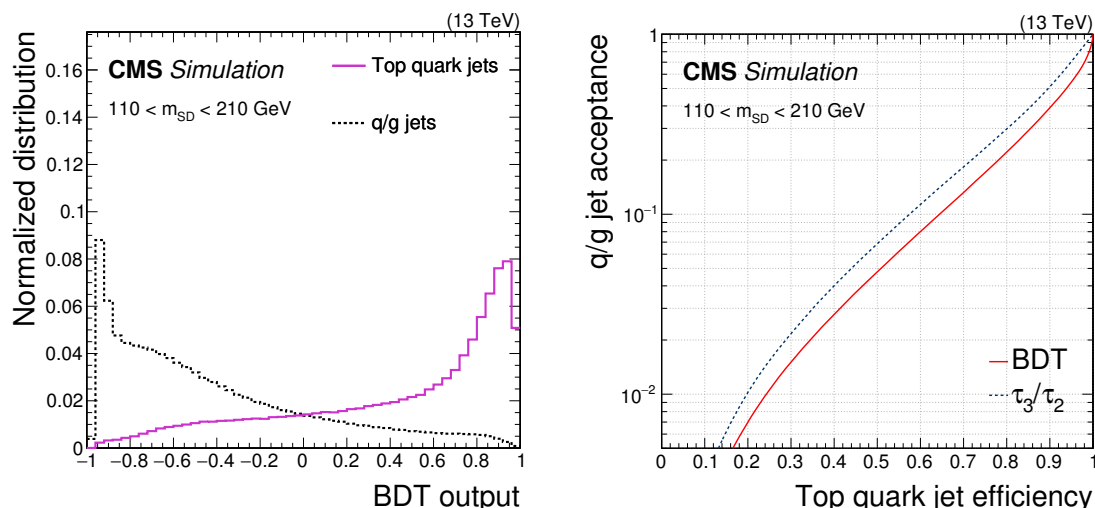 (13 TeV)
CMS Simulation
110 < m_SD < 210 GeV
Top quark jets
q/g jets
Normalized distribution
0.16
0.14
0.12
0.1
0.08
0.06
0.04
0.02
0
−1 −0.8 −0.6 −0.4 −0.2 0 0.2 0.4 0.6 0.8 1
BDT output
(13 TeV)
CMS Simulation
110 < m_SD < 210 GeV
q/g jet acceptance
1
10⁻¹
10⁻²
BDT
τ₃/τ₂
0 0.1 0.2 0.3 0.4 0.5 0.6 0.7 0.8 0.9 1
Top quark jet efficiency